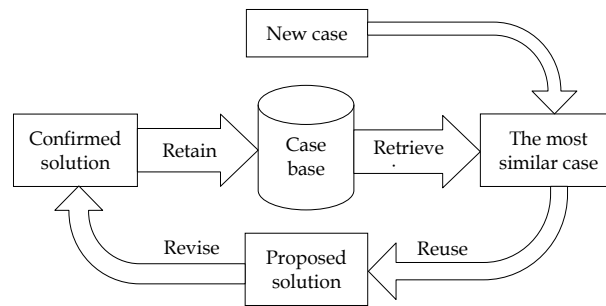 New case
Confirmed
solution
Retain
Case
base
Retrieve
The most
similar case
Revise
Proposed
solution
Reuse